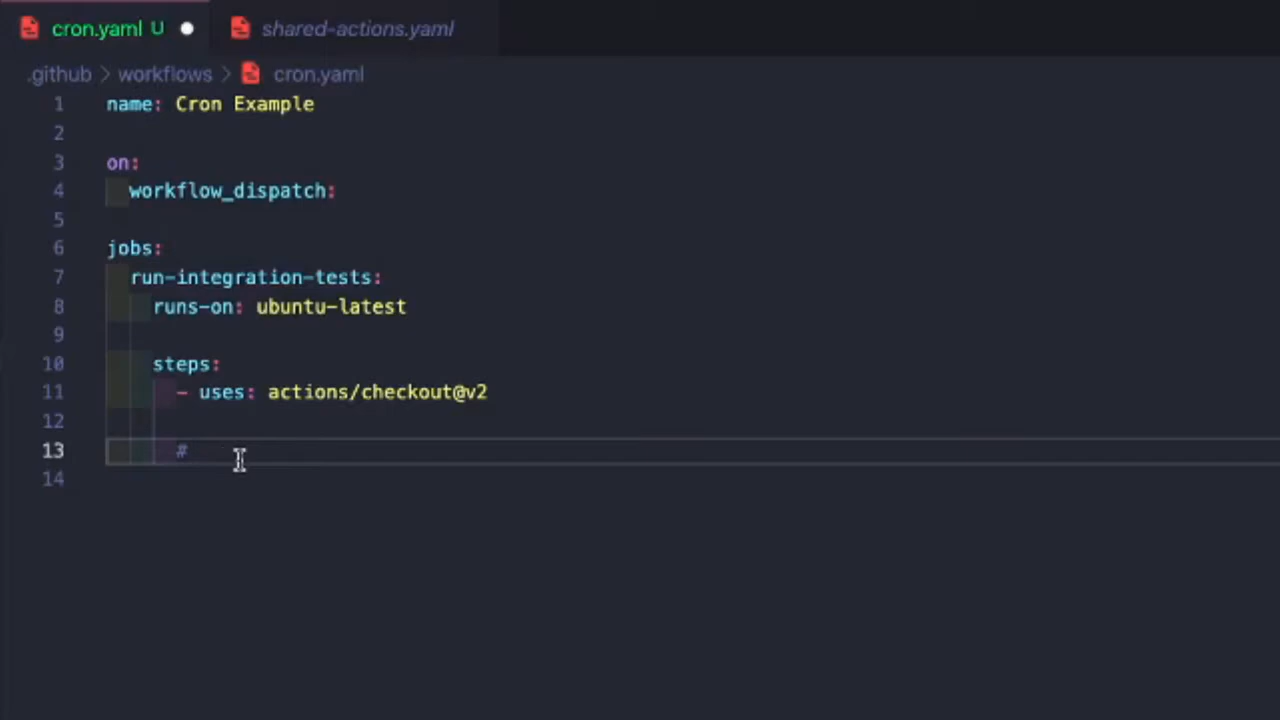 cron.yaml U shared-actions.yaml
.github > workflows > cron.yaml
1 name: Cron Example
2
3 on:
4 workflow_dispatch:
5
6 jobs:
7 run-integration-tests:
8 runs-on: ubuntu-latest
9
10 steps:
11 - uses: actions/checkout@v2
12
13 #
14